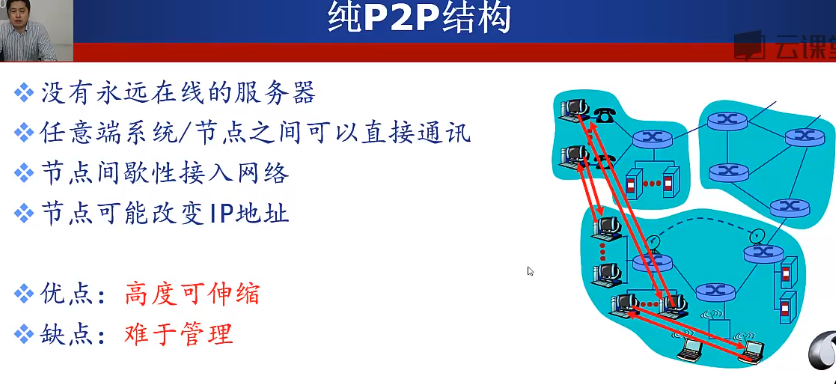 纯P2P结构
云课堂
没有永远在线的服务器
任意端系统/节点之间可以直接通讯
节点间歇性接入网络
节点可能改变IP地址
优点：高度可伸缩
缺点：难于管理